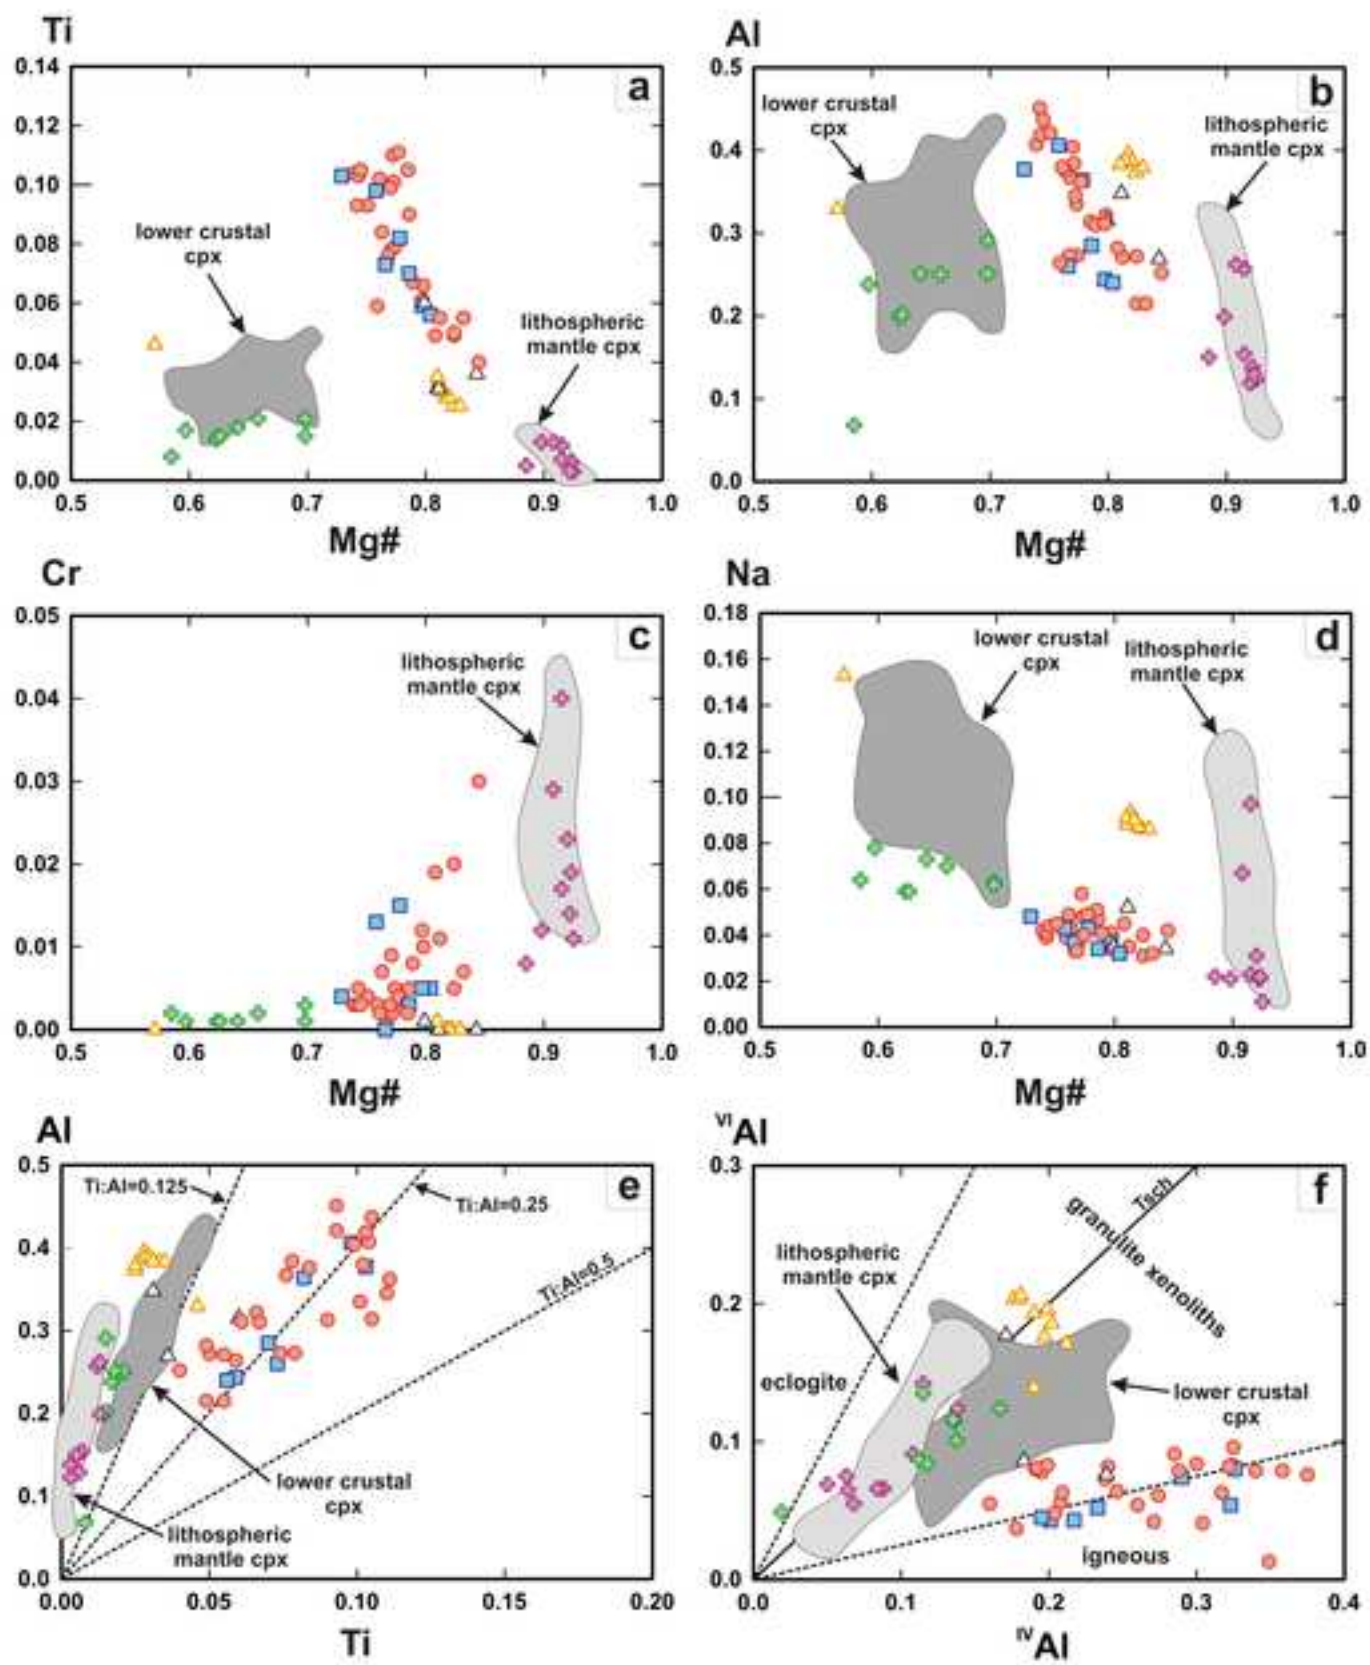 Ti
0.14
0.12
0.10
0.08
0.06
0.04
0.02
0.00
a
lower crustal
cpx
lithospheric
mantle cpx
0.5 0.6 0.7 0.8 0.9 1.0
Mg#
Al
0.5
0.4
0.3
0.2
0.1
0.0
b
lower crustal
cpx
lithospheric
mantle cpx
0.5 0.6 0.7 0.8 0.9 1.0
Mg#
Cr
0.05
0.04
0.03
0.02
0.01
0.00
c
lithospheric
mantle cpx
0.5 0.6 0.7 0.8 0.9 1.0
Mg#
Na
0.18
0.16
0.14
0.12
0.10
0.08
0.06
0.04
0.02
0.00
d
lower crustal
cpx
lithospheric
mantle cpx
0.5 0.6 0.7 0.8 0.9 1.0
Mg#
Al
0.5
0.4
0.3
0.2
0.1
0.0
e
Ti:Al=0.125
Ti:Al=0.25
Ti:Al=0.5
lower crustal
cpx
lithospheric
mantle cpx
0.00 0.05 0.10 0.15 0.20
Ti
VI Al
0.3
0.2
0.1
0.0
f
Tsch
granulite xenoliths
lithospheric
mantle cpx
eclogite
lower crustal
cpx
igneous
0.0 0.1 0.2 0.3 0.4
IV Al